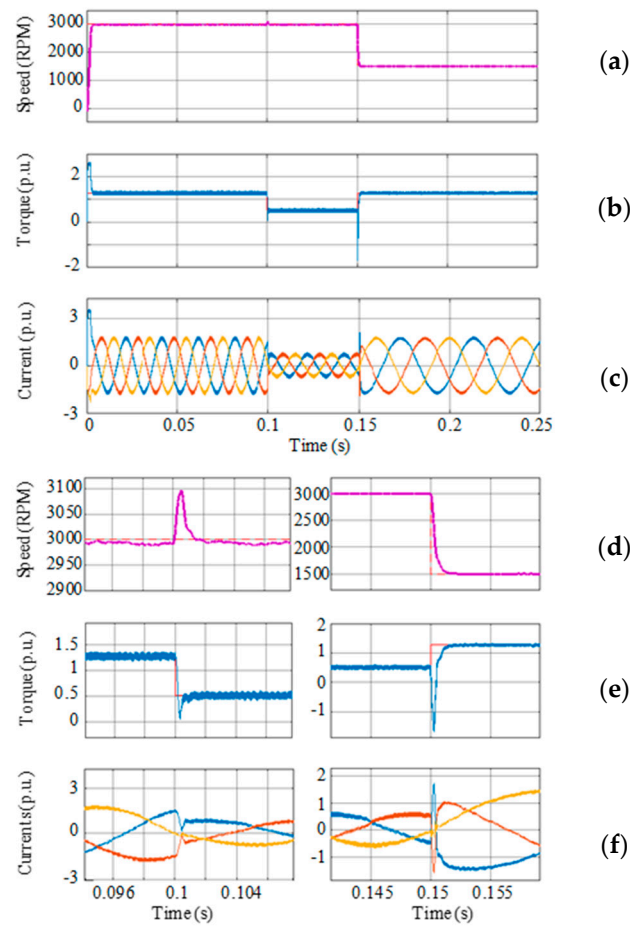 3000
2000
1000
0
Speed (RPM)
(a)
2
0
-2
Torque (p.u.)
(b)
3
0
-3
Current (p.u.)
(c)
0 0.05 0.1 0.15 0.2 0.25
Time (s)
3100
3050
3000
2950
2900
Speed (RPM)
3000
1500
(d)
1.5
1
0.5
0
Torque(p.u.)
2
1
0
-1
(e)
3
0
-3
Currents(p.u.)
2
1
0
-1
(f)
0.096 0.1 0.104
Time (s)
0.145 0.15 0.155
Time (s)